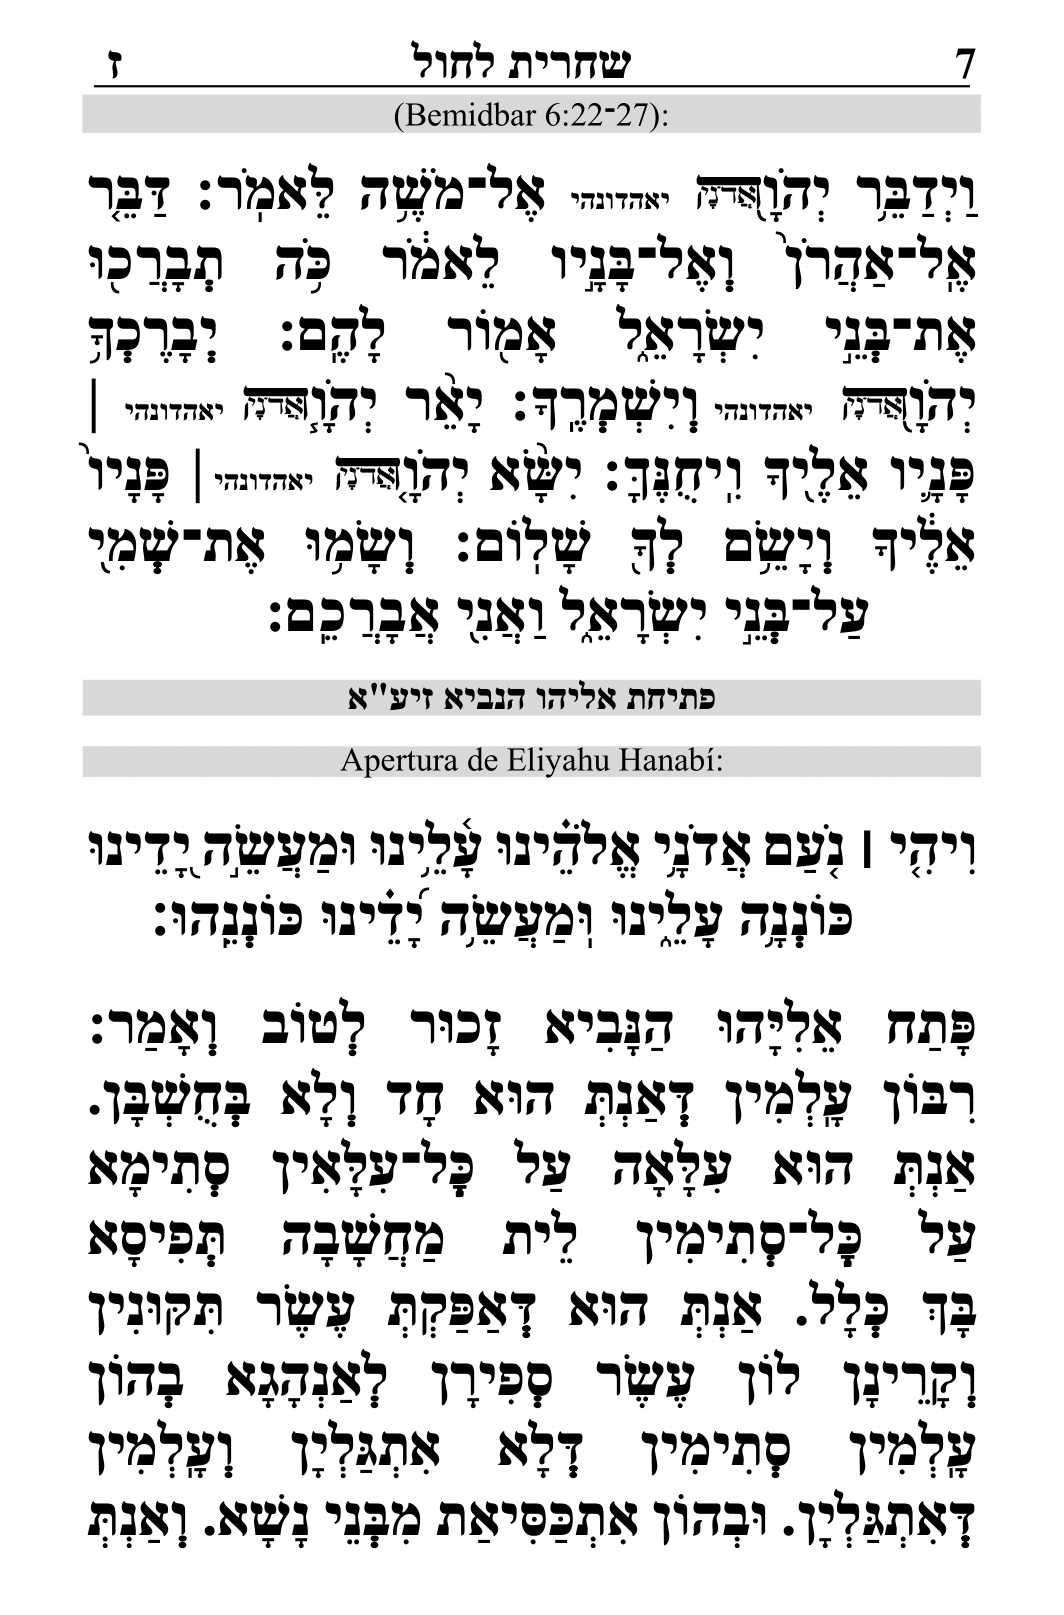 7 שחרית לחול ז
(Bemidbar 6:22-27):
וַיְדַבֵּ֥ר יְהֹוָ֖אֲדֹנָי יאהדונהי אֶל־מֹשֶׁ֥ה לֵּאמֹֽר׃ דַּבֵּ֤ר
אֶֽל־אַהֲרֹן֙ וְאֶל־בָּנָ֣יו לֵאמֹ֔ר כֹּ֥ה תְבָרֲכ֖וּ
אֶת־בְּנֵ֣י יִשְׂרָאֵ֑ל אָמ֖וֹר לָהֶֽם׃ יְבָרֶכְךָ֥
יְהֹוָ֖אֲדֹנָי יאהדונהי וְיִשְׁמְרֶֽךָ׃ יָאֵ֨ר יְהֹוָ֧אֲדֹנָי יאהדונהי |
פָּנָ֛יו אֵלֶ֖יךָ וִֽיחֻנֶּֽךָּ׃ יִשָּׂ֨א יְהֹוָ֤אֲדֹנָי יאהדונהי | פָּנָיו֙
אֵלֶ֔יךָ וְיָשֵׂ֥ם לְךָ֖ שָׁלֽוֹם׃ וְשָׂמ֥וּ אֶת־שְׁמִ֖י
עַל־בְּנֵ֣י יִשְׂרָאֵ֑ל וַאֲנִ֖י אֲבָרֲכֵֽם׃
פתיחת אליהו הנביא זיע"א
Apertura de Eliyahu Hanabí:
וִיהִ֤י ׀ נֹ֤עַם אֲדֹנָ֥י אֱלֹהֵ֗ינוּ עָ֫לֵ֥ינוּ וּמַעֲשֵׂ֣ה יָ֭דֵינוּ
כּוֹנְנָ֥ה עָלֵ֑ינוּ וּֽמַעֲשֵׂ֥ה יָ֝דֵ֗ינוּ כּוֹנְנֵֽהוּ׃
פָּתַח אֵלִיָּהוּ הַנָּבִיא זָכוּר לְטוֹב וְאָמַר׃
רִבּוֹן עָֽלְמִין דְּאַנְתְּ הוּא חָד וְלָא בְּחֻשְׁבָּן.
אַנְתְּ הוּא עִלָּאָה עַל כׇּל־עִלָּאִין סְתִימָא
עַל כׇּל־סְתִימִין לֵית מַחֲשָׁבָה תְּפִיסָא
בָּךְ כְּלָל. אַנְתְּ הוּא דְּאַפַּקְתְּ עֶשֶׂר תִּקּוּנִין
וְקָרֵינָן לוֹן עֶשֶׂר סְפִירָן לְאַנְהָגָא בְהוֹן
עָֽלְמִין סְתִימִין דְּלָא אִתְגַּלְיָן וְעָֽלְמִין
דְּאִתְגַּלְיָן. וּבְהוֹן אִתְכַּסִּיאַת מִבְּנֵי נָשָׁא. וְאַנְתְּ